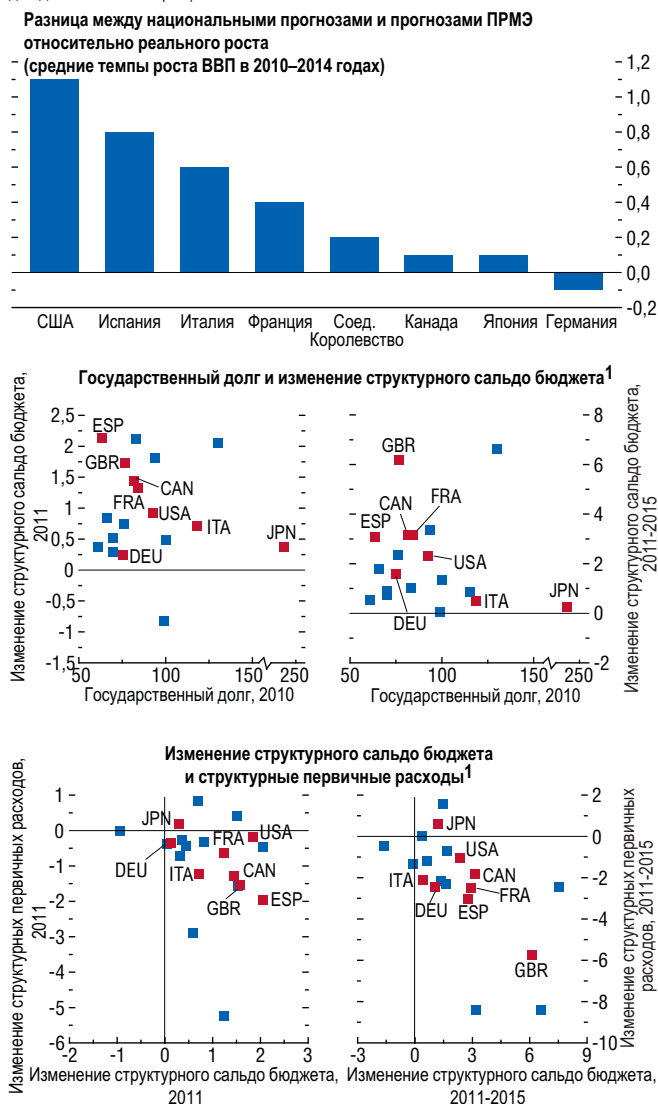 Разница между национальными прогнозами и прогнозами ПРМЭ
относительно реального роста
(средние темпы роста ВВП в 2010–2014 годах)
1,2
1,0
0,8
0,6
0,4
0,2
0,0
-0,2
США Испания Италия Франция Соед. Королевство Канада Япония Германия
Государственный долг и изменение структурного сальдо бюджета1
Изменение структурного сальдо бюджета,
2011
2,5
2
1,5
1
0,5
0
-0,5
-1
-1,5
ESP
GBR
CAN
FRA
USA
ITA
JPN
DEU
50 100 150 250
Государственный долг, 2010
Изменение структурного сальдо бюджета,
2011-2015
8
6
4
2
0
-2
GBR
CAN
FRA
ESP
USA
JPN
ITA
DEU
50 100 150 250
Государственный долг, 2010
Изменение структурного сальдо бюджета
и структурные первичные расходы1
Изменение структурных первичных расходов,
2011
1
0
-1
-2
-3
-4
-5
-6
JPN
USA
FRA
DEU
ITA
CAN
GBR
ESP
-2 -1 0 1 2 3
Изменение структурного сальдо бюджета,
2011
Изменение структурных первичных
расходов, 2011-2015
2
0
-2
-4
-6
-8
-10
JPN
USA
ITA
CAN
DEU
FRA
ESP
GBR
-3 0 3 6 9
Изменение структурного сальдо бюджета,
2011-2015